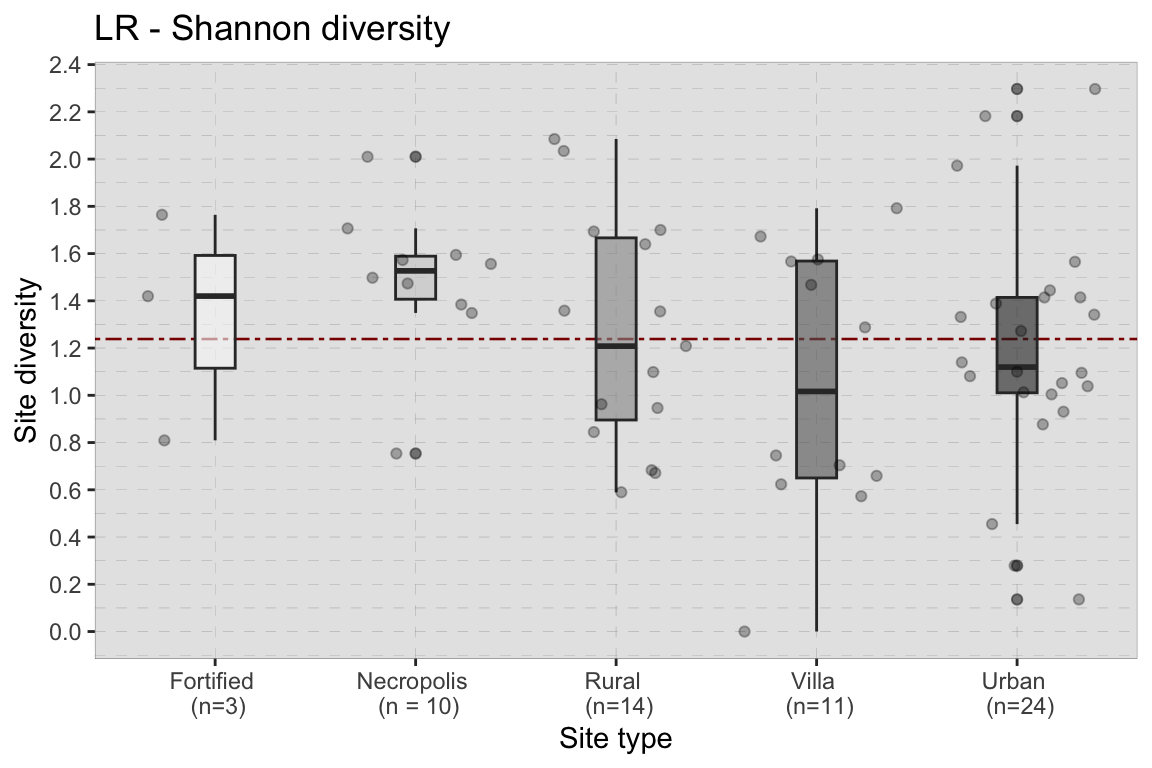 LR - Shannon diversity
Site diversity
2.4
2.2
2.0
1.8
1.6
1.4
1.2
1.0
0.8
0.6
0.4
0.2
0.0
Fortified Necropolis Rural Villa Urban
(n=3) (n = 10) (n=14) (n=11) (n=24)
Site type